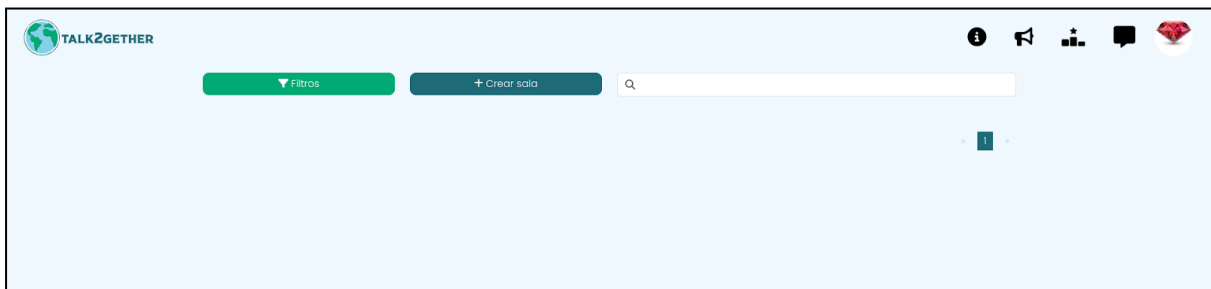 TALK2GETHER
Filtros
+ Crear sala
« 1 »